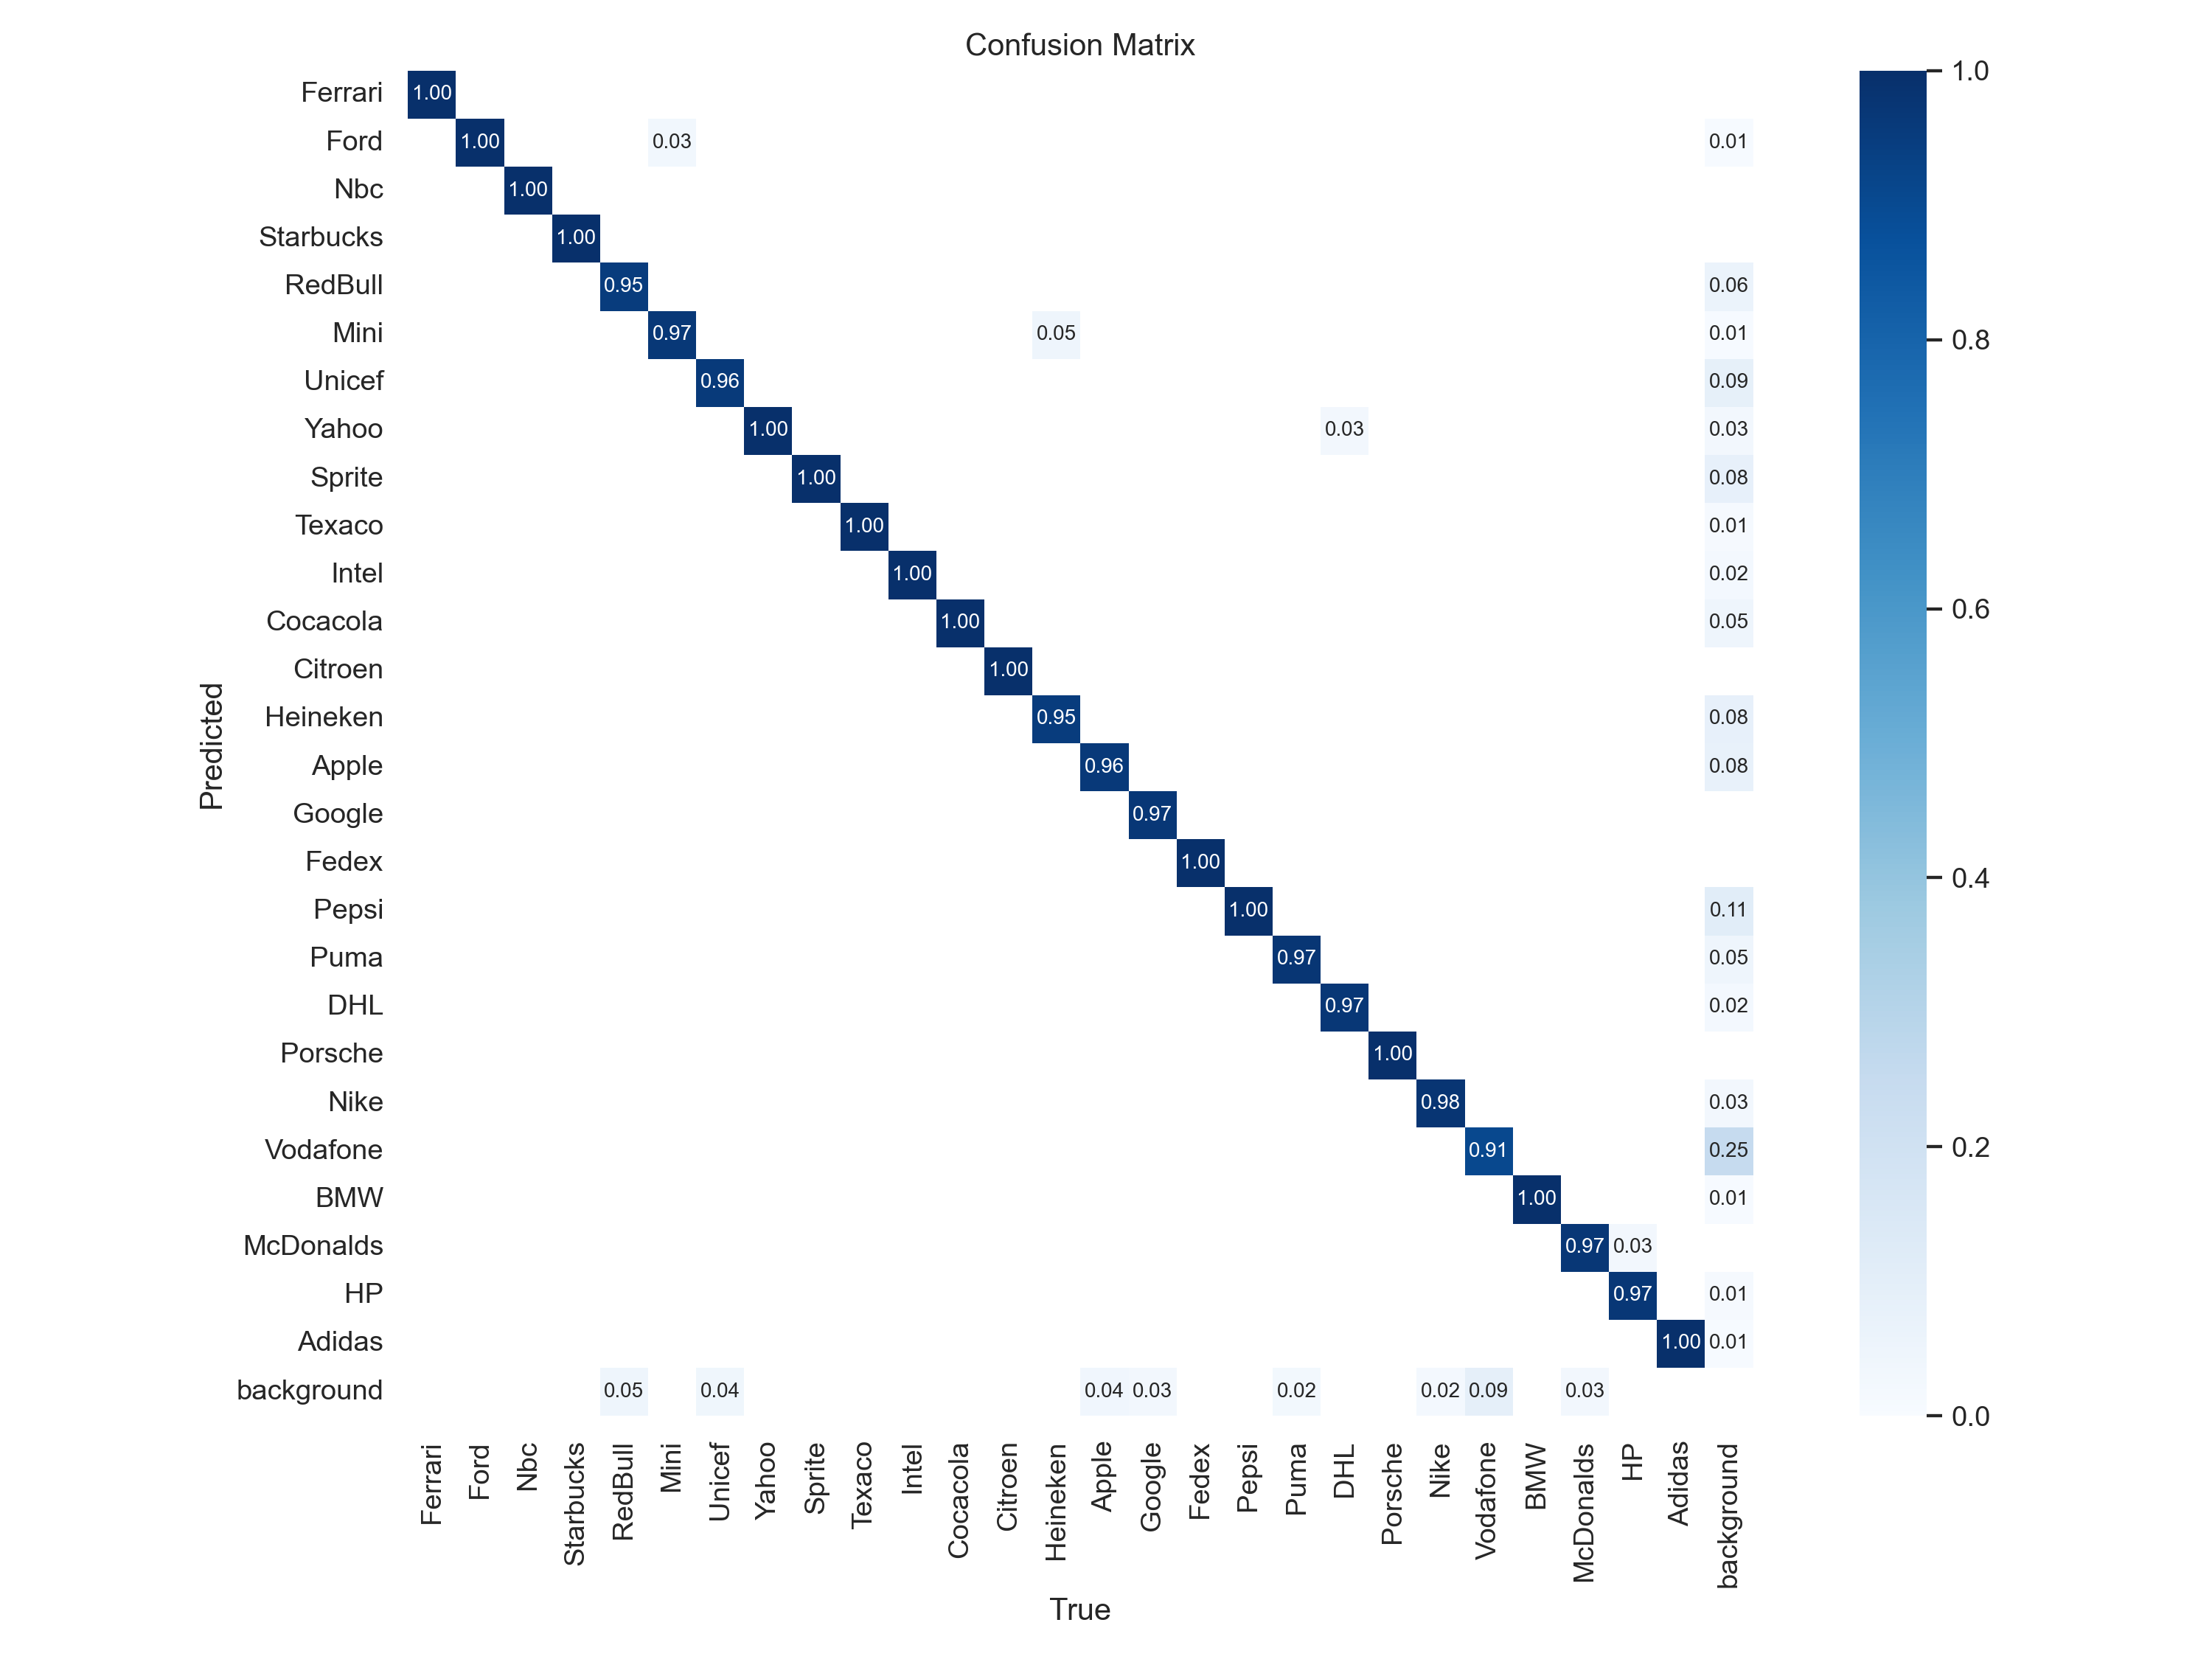 Confusion Matrix
Ferrari 1.00 1.0
Ford 1.00 0.03 0.01
Nbc 1.00
Starbucks 1.00
RedBull 0.95 0.06
Mini 0.97 0.05 0.01 0.8
Unicef 0.96 0.09
Yahoo 1.00 0.03 0.03
Sprite 1.00 0.08
Texaco 1.00 0.01
Intel 1.00 0.02
Cocacola 1.00 0.05 0.6
Citroen 1.00
Heineken 0.95 0.08
Apple 0.96 0.08
Google 0.97
Fedex 1.00
Pepsi 1.00 0.11 0.4
Puma 0.97 0.05
DHL 0.97 0.02
Porsche 1.00
Nike 0.98 0.03
Vodafone 0.91 0.25 0.2
BMW 1.00 0.01
McDonalds 0.97 0.03
HP 0.97 0.01
Adidas 1.00 0.01
background 0.05 0.04 0.04 0.03 0.02 0.02 0.09 0.03 0.0
Predicted
Ferrari Ford Nbc Starbucks RedBull Mini Unicef Yahoo Sprite Texaco Intel Cocacola Citroen Heineken Apple Google Fedex Pepsi Puma DHL Porsche Nike Vodafone BMW McDonalds HP Adidas background
True